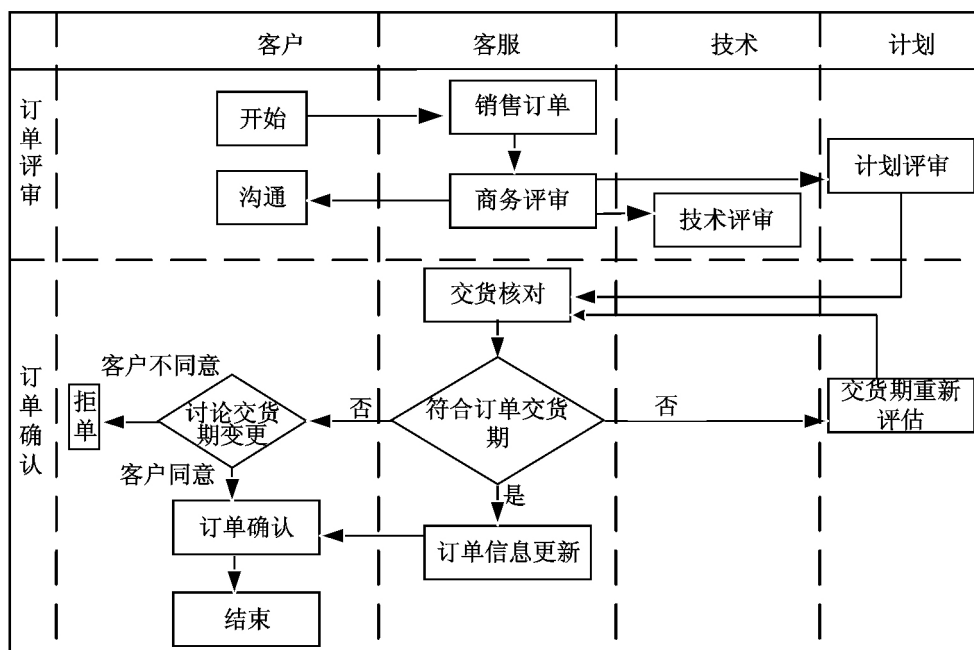 客户
客服
技术
计划
订单评审
开始
销售订单
沟通
商务评审
技术评审
计划评审
订单确认
交货核对
客户不同意
拒单
讨论交货
期变更
否
符合订单交货
期
否
交货期重新
评估
客户同意
是
订单确认
订单信息更新
结束